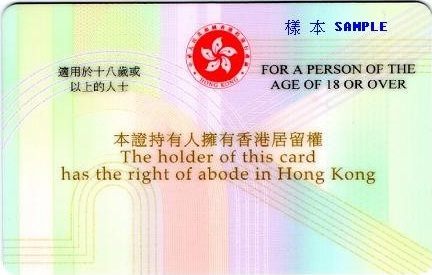 樣本 SAMPLE
適用於十八歲或
以上的人士
HONG KONG
FOR A PERSON OF THE
AGE OF 18 OR OVER
本證持有人擁有香港居留權
The holder of this card
has the right of abode in Hong Kong